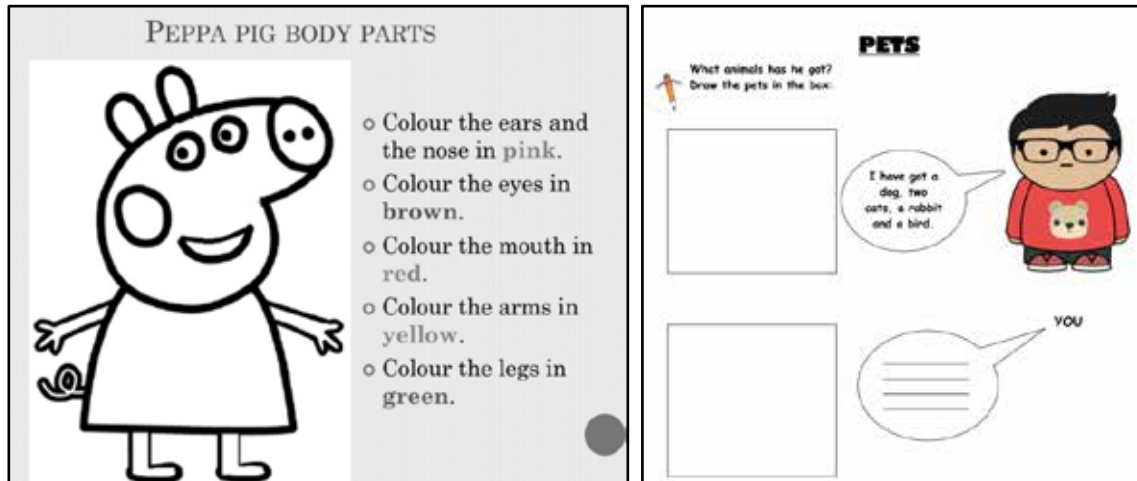 PEPPA PIG BODY PARTS
Colour the ears and
the nose in pink.
Colour the eyes in
brown.
Colour the mouth in
red.
Colour the arms in
yellow.
Colour the legs in
green.
PETS
What animals has he got?
Draw the pets in the box:
I have got a
dog, two
cats, a rabbit
and a bird.
YOU